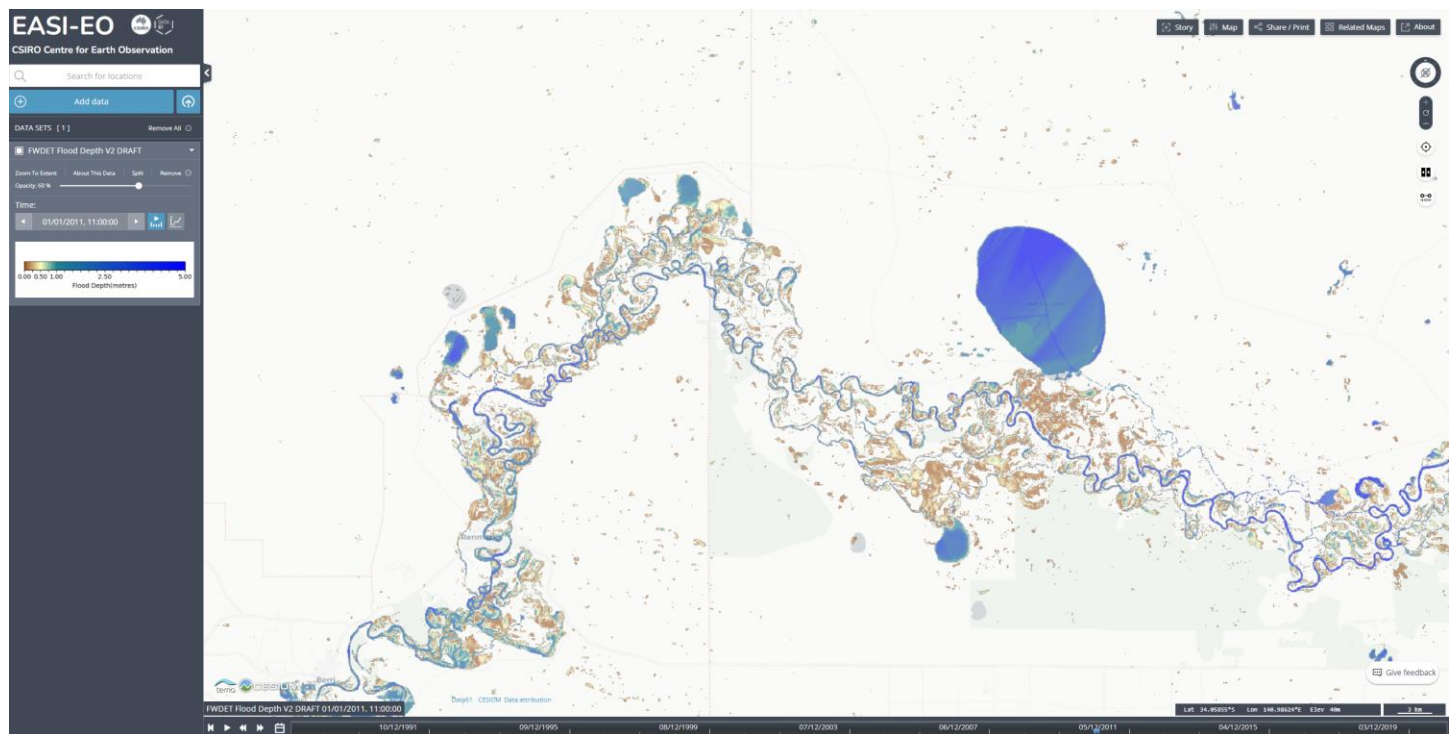 EASI-EO
CSIRO Centre for Earth Observation
Search for locations
Add data
DATA SETS [ 1 ] Remove All
FWDET Flood Depth V2 DRAFT
Zoom To Extent About This Data Split Remove
Opacity: 60 %
Time:
01/01/2011, 11:00:00
0.00 0.50 1.00 2.50 5.00
Flood Depth(metres)
Story Map Share / Print Related Maps About
Renmark
Berri
CESIUM ion
Data61 CESIUM Data attribution
Give feedback
FWDET Flood Depth V2 DRAFT 01/01/2011, 11:00:00
Lat 34.05855°S Lon 140.98624°E Elev 40m 3 km
10/12/1991 09/12/1995 08/12/1999 07/12/2003 06/12/2007 05/12/2011 04/12/2015 03/12/2019